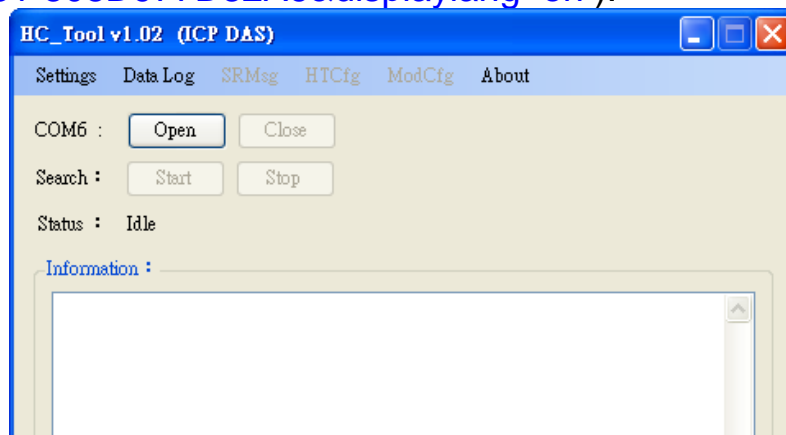 HC_Tool v1.02 (ICP DAS)
Settings Data Log SRMsg HTCfg ModCfg About
COM6 : Open Close
Search : Start Stop
Status : Idle
Information :